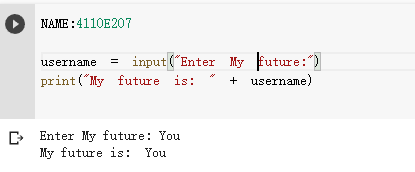 NAME:4110E207
username = input("Enter My future:")
print("My future is: " + username)
Enter My future: You
My future is: You